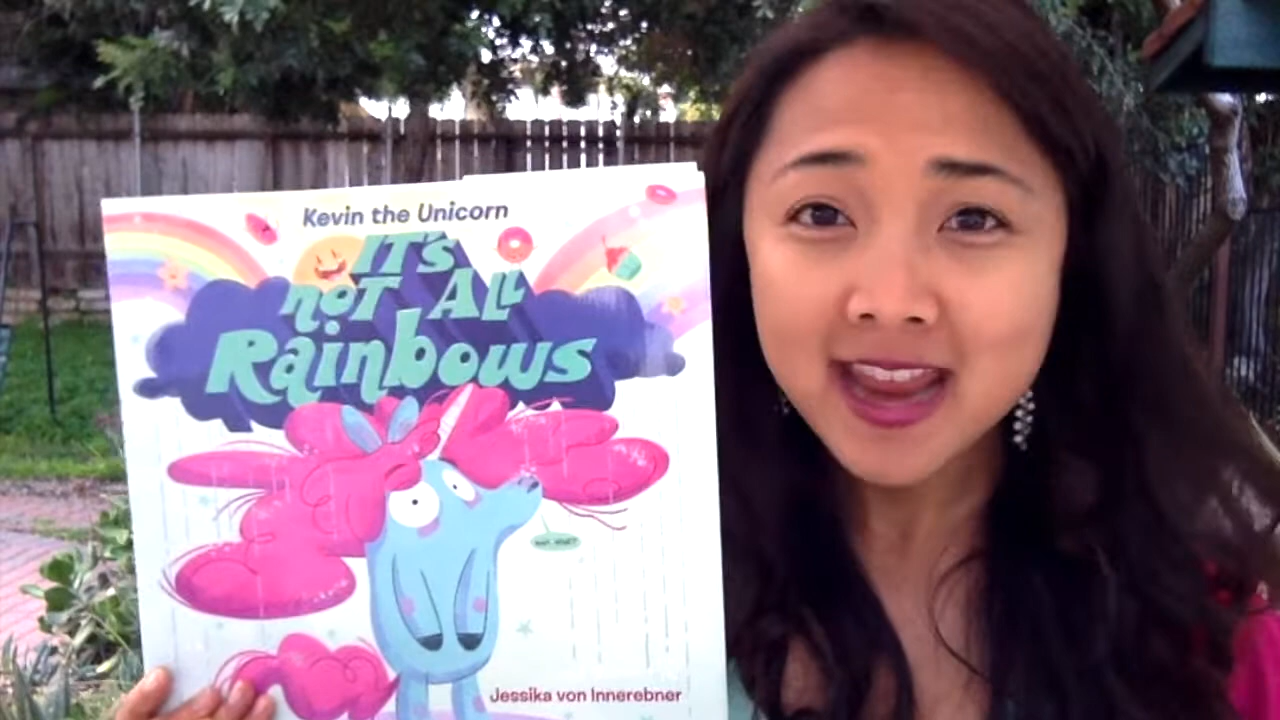 Kevin the Unicorn
IT's
noT ALL
Rainbows
Jessika von Innerebner